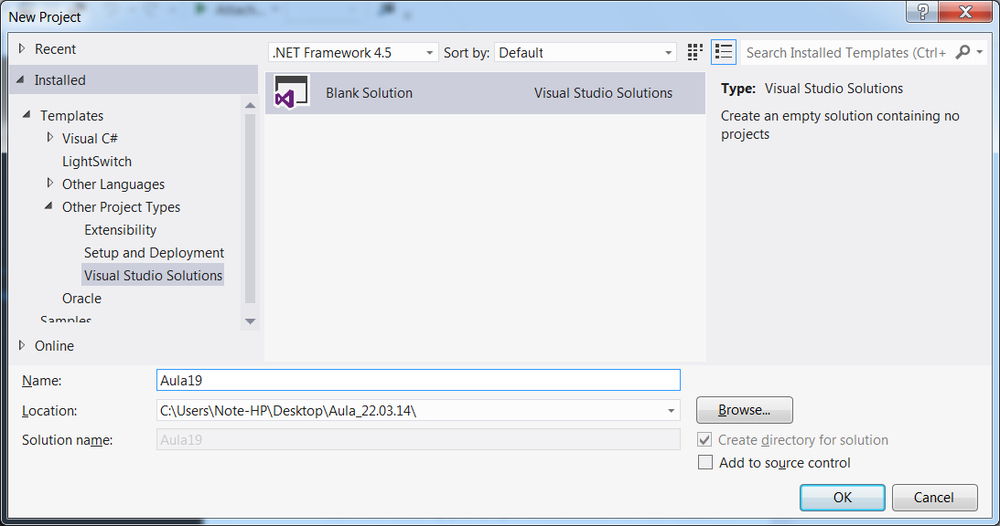 Attach...
New Project
Recent
Installed
Templates
Visual C#
LightSwitch
Other Languages
Other Project Types
Extensibility
Setup and Deployment
Visual Studio Solutions
Oracle
Samples
Online
.NET Framework 4.5
Sort by: Default
Search Installed Templates (Ctrl+
Blank Solution Visual Studio Solutions
Type: Visual Studio Solutions
Create an empty solution containing no
projects
Name: Aula19
Location: C:\Users\Note-HP\Desktop\Aula_22.03.14\
Browse...
Solution name: Aula19
Create directory for solution
Add to source control
OK Cancel